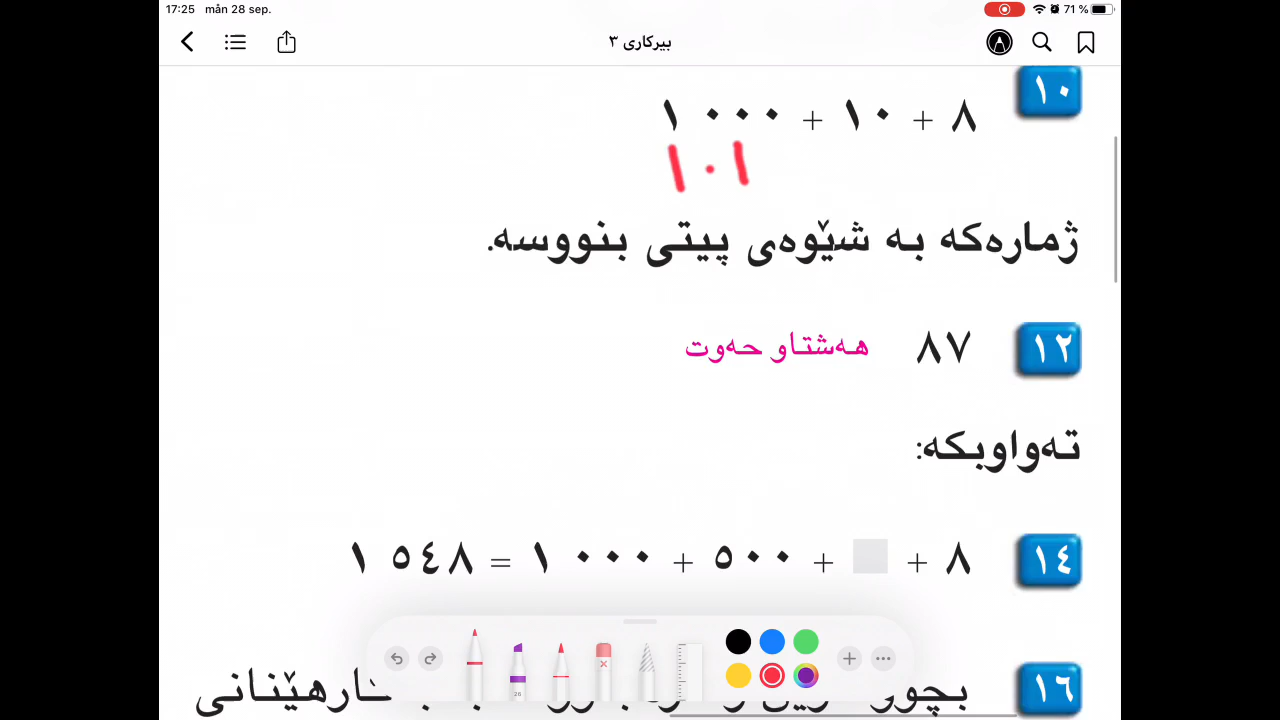 17:25 mån 28 sep. 71 %
بیرکاری ٣
١٠
١ ٠٠٠ + ١٠ + ٨
١٠١
ژمارەکە بە شێوەی پیتی بنووسە.
١٢ ٨٧ هەشتاو حەوت
تەواوبکە:
١٤
١ ٥٤٨ = ١ ٠٠٠ + ٥٠٠ + + ٨
١٦
26